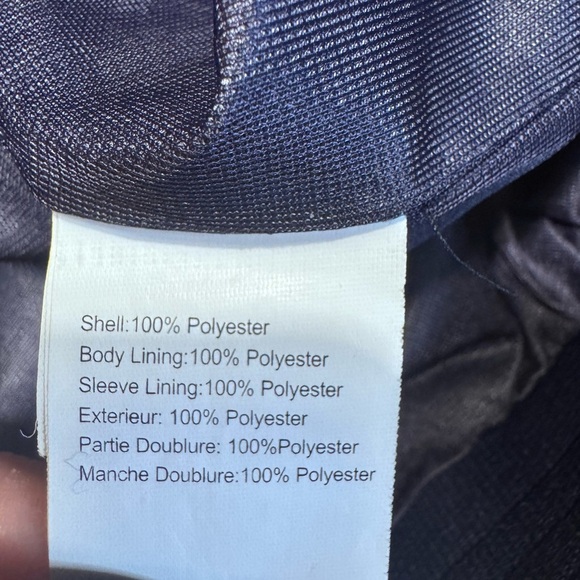 Shell:100% Polyester
Body Lining:100% Polyester
Sleeve Lining:100% Polyester
Exterieur: 100% Polyester
Partie Doublure: 100%Polyester
Manche Doublure:100% Polyester